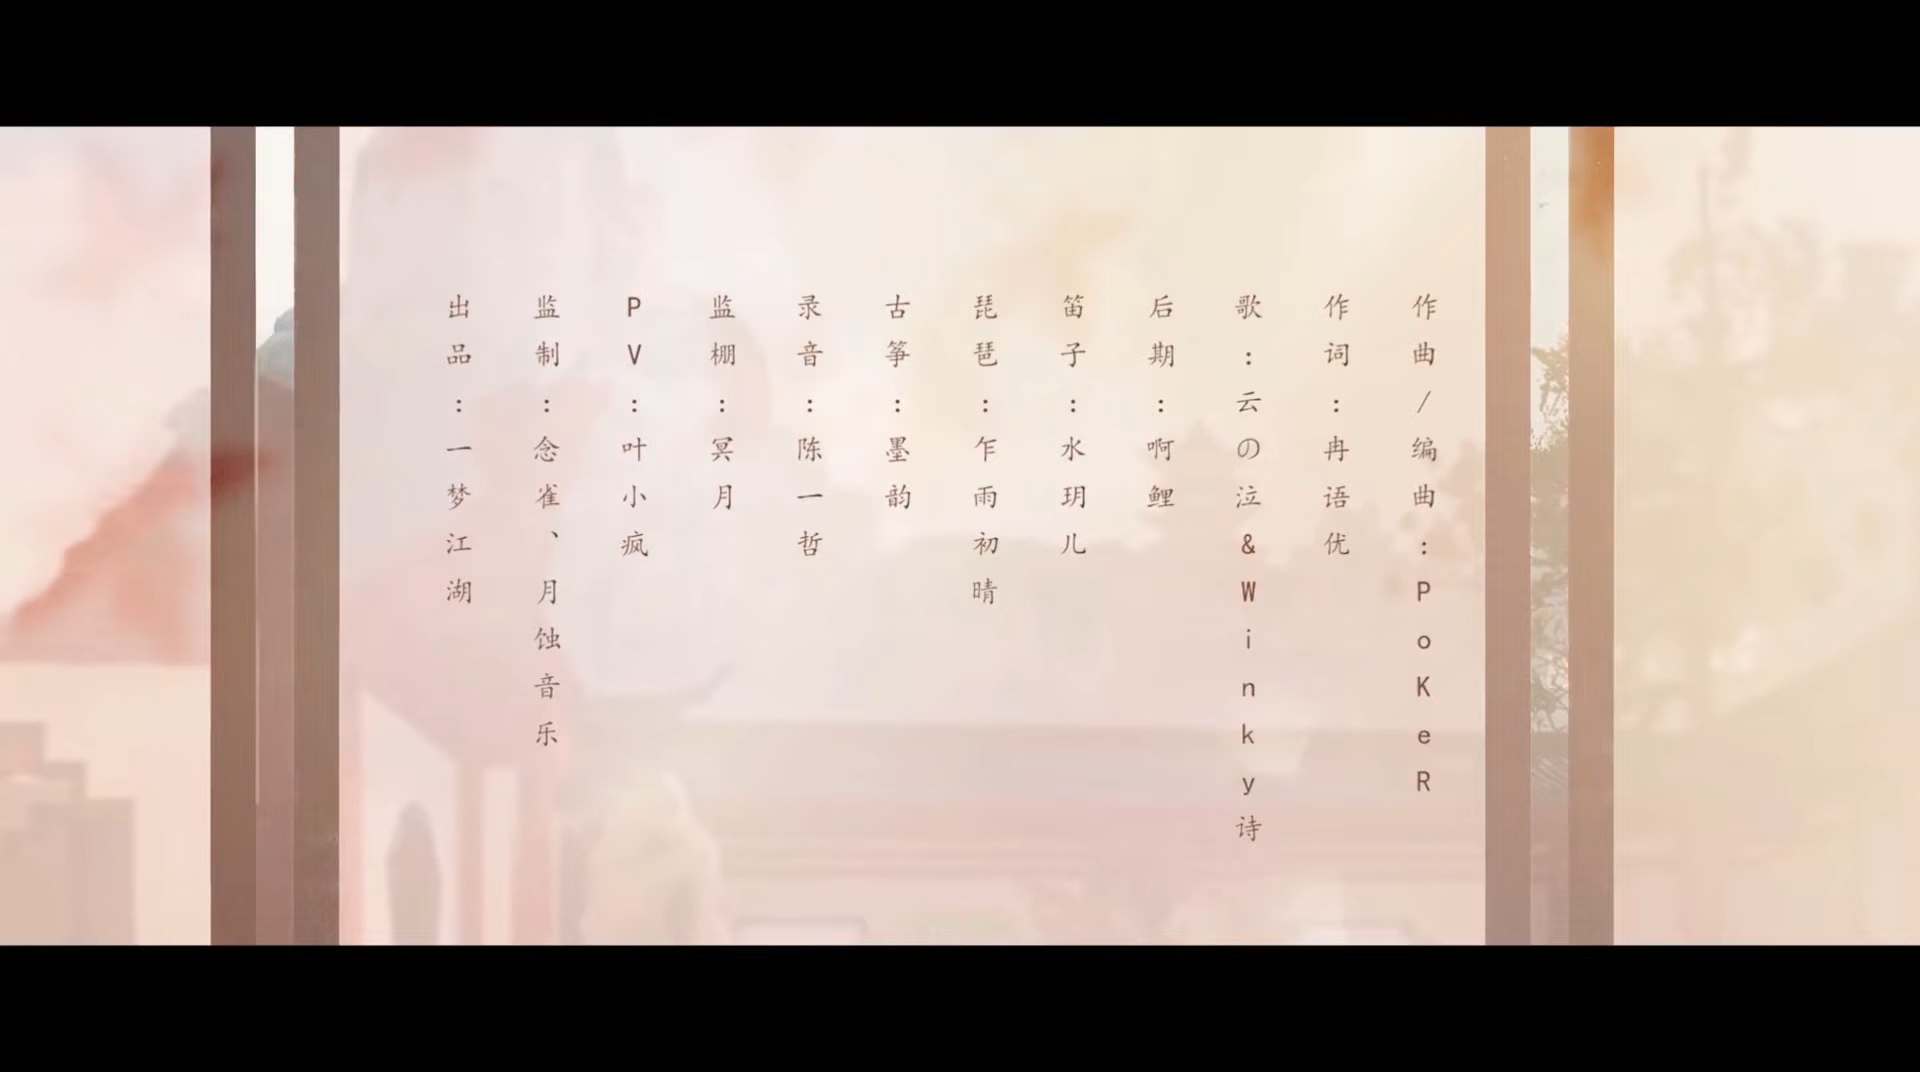 作曲/编曲:PoKeR
作词:冉语优
歌:云の泣&Winky诗
后期:啊鲤
笛子:水玥儿
琵琶:乍雨初晴
古筝:墨韵
录音:陈一哲
监棚:冥月
PV:叶小疯
监制:念雀、月蚀音乐
出品:一梦江湖